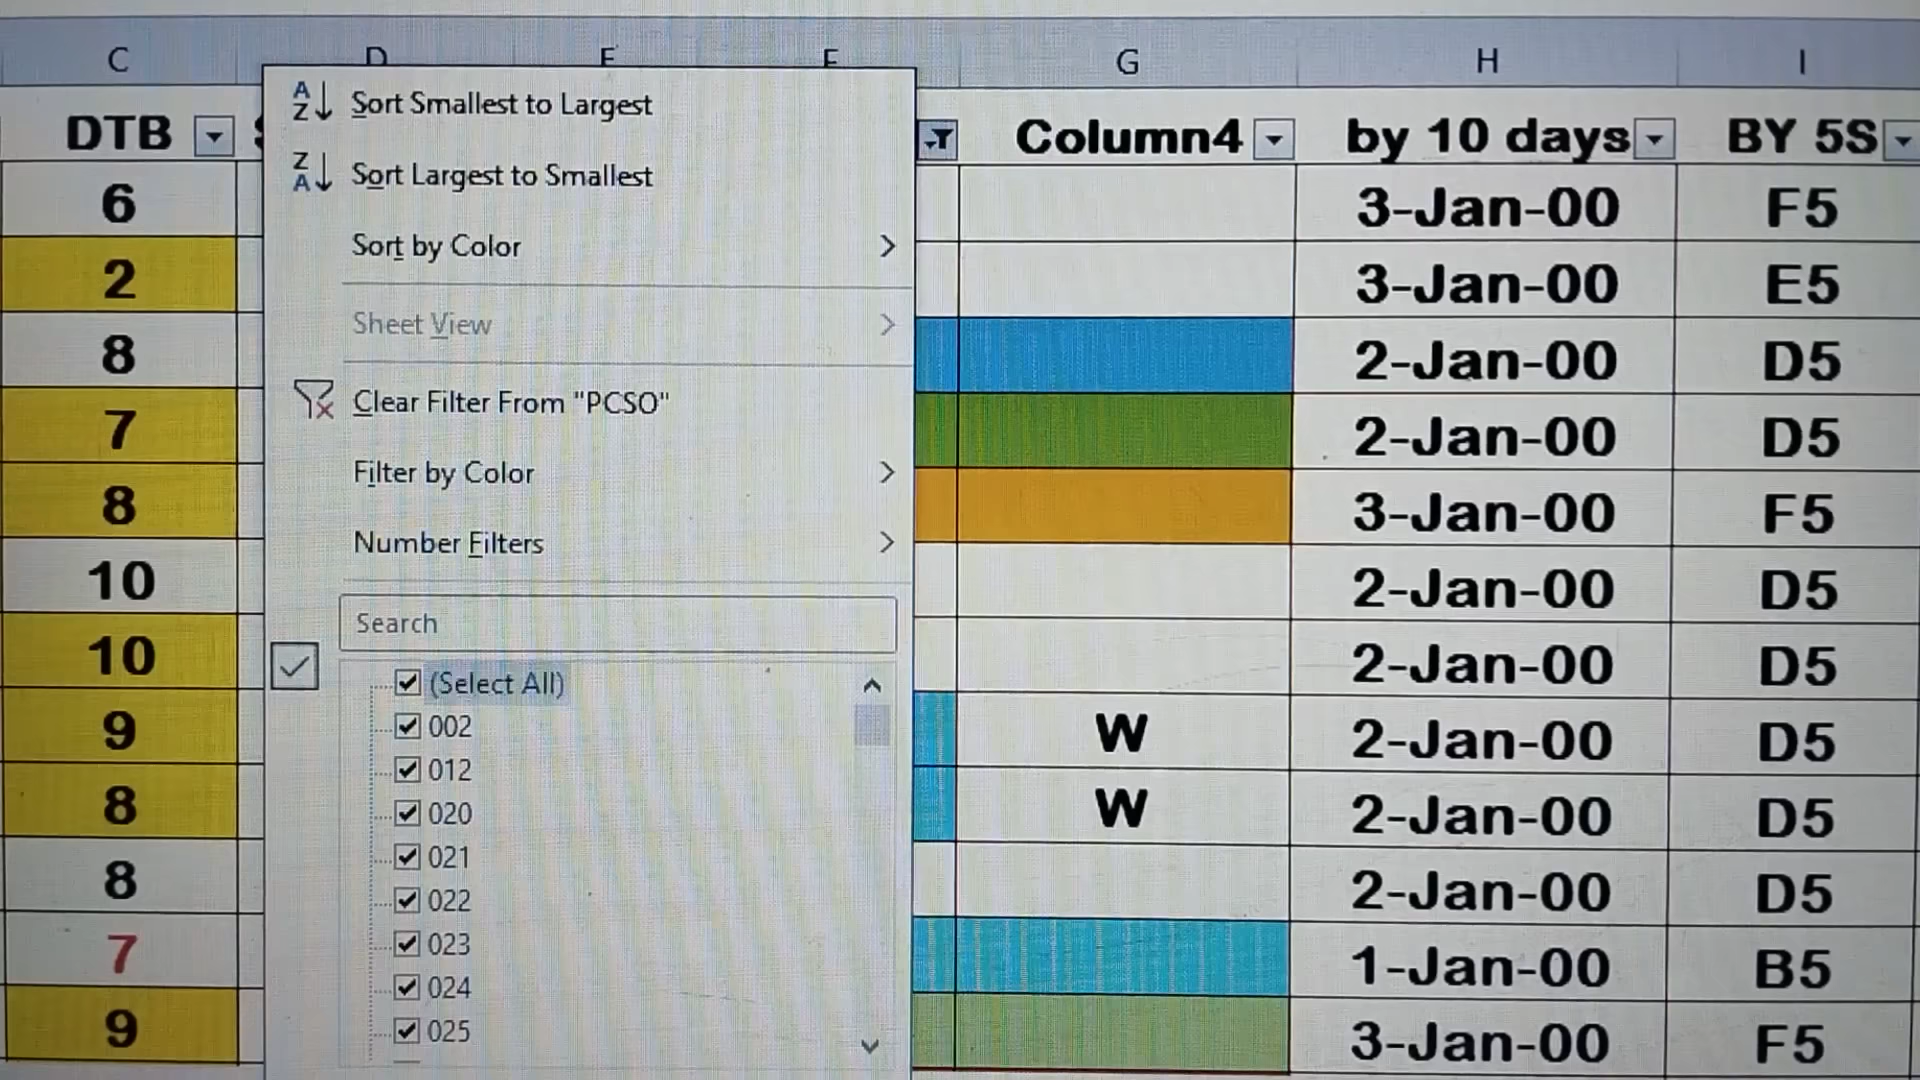 C D E F G H I
DTB Column4 by 10 days BY 5S
Sort Smallest to Largest
Sort Largest to Smallest
Sort by Color
Sheet View
Clear Filter From "PCSO"
Filter by Color
Number Filters
Search
(Select All)
002
012
020
021
022
023
024
025
6 3-Jan-00 F5
2 3-Jan-00 E5
8 2-Jan-00 D5
7 2-Jan-00 D5
8 3-Jan-00 F5
10 2-Jan-00 D5
10 2-Jan-00 D5
9 W 2-Jan-00 D5
8 W 2-Jan-00 D5
8 2-Jan-00 D5
7 1-Jan-00 B5
9 3-Jan-00 F5